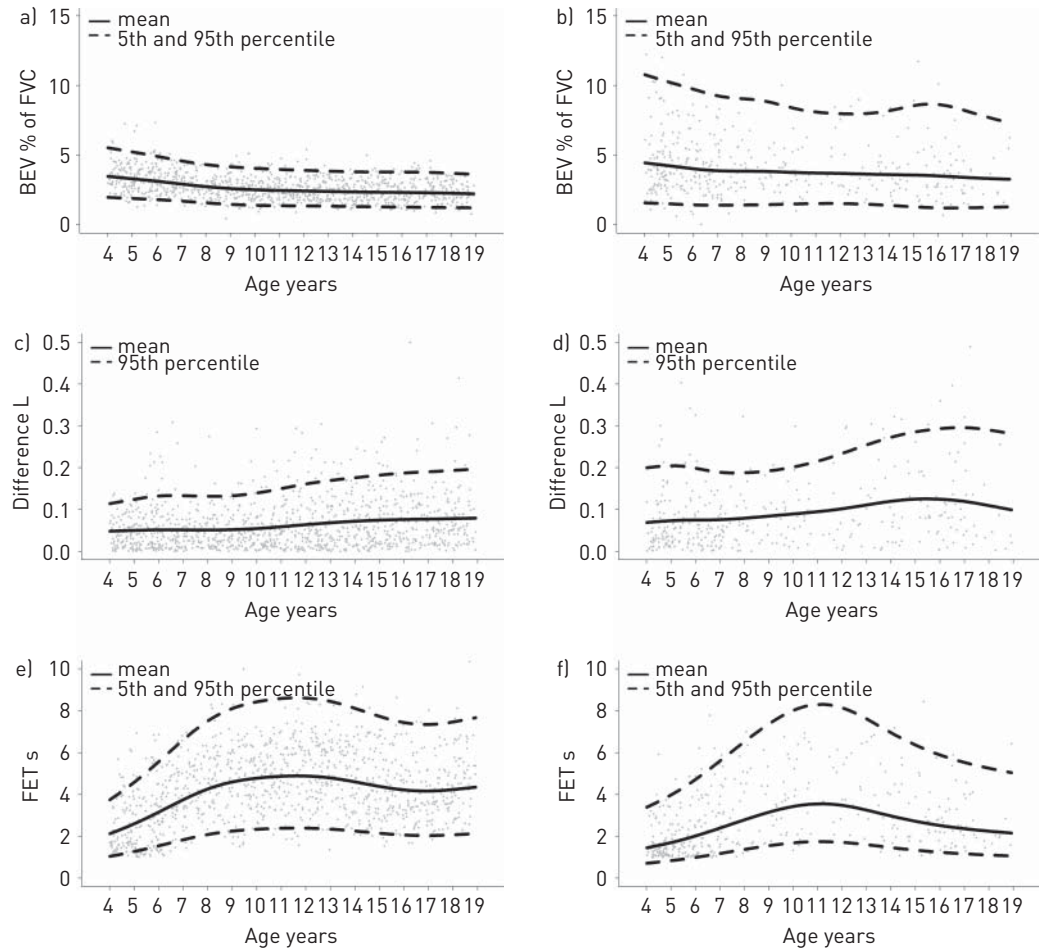 a)
mean
5th and 95th percentile
15
10
5
0
BEV % of FVC
4 5 6 7 8 9 10 11 12 13 14 15 16 17 18 19
Age years
b)
mean
5th and 95th percentile
15
10
5
0
BEV % of FVC
4 5 6 7 8 9 10 11 12 13 14 15 16 17 18 19
Age years
c)
mean
95th percentile
0.5
0.4
0.3
0.2
0.1
0.0
Difference L
4 5 6 7 8 9 10 11 12 13 14 15 16 17 18 19
Age years
d)
mean
95th percentile
0.5
0.4
0.3
0.2
0.1
0.0
Difference L
4 5 6 7 8 9 10 11 12 13 14 15 16 17 18 19
Age years
e)
mean
5th and 95th percentile
10
8
6
4
2
0
FET s
4 5 6 7 8 9 10 11 12 13 14 15 16 17 18 19
Age years
f)
mean
5th and 95th percentile
10
8
6
4
2
0
FET s
4 5 6 7 8 9 10 11 12 13 14 15 16 17 18 19
Age years